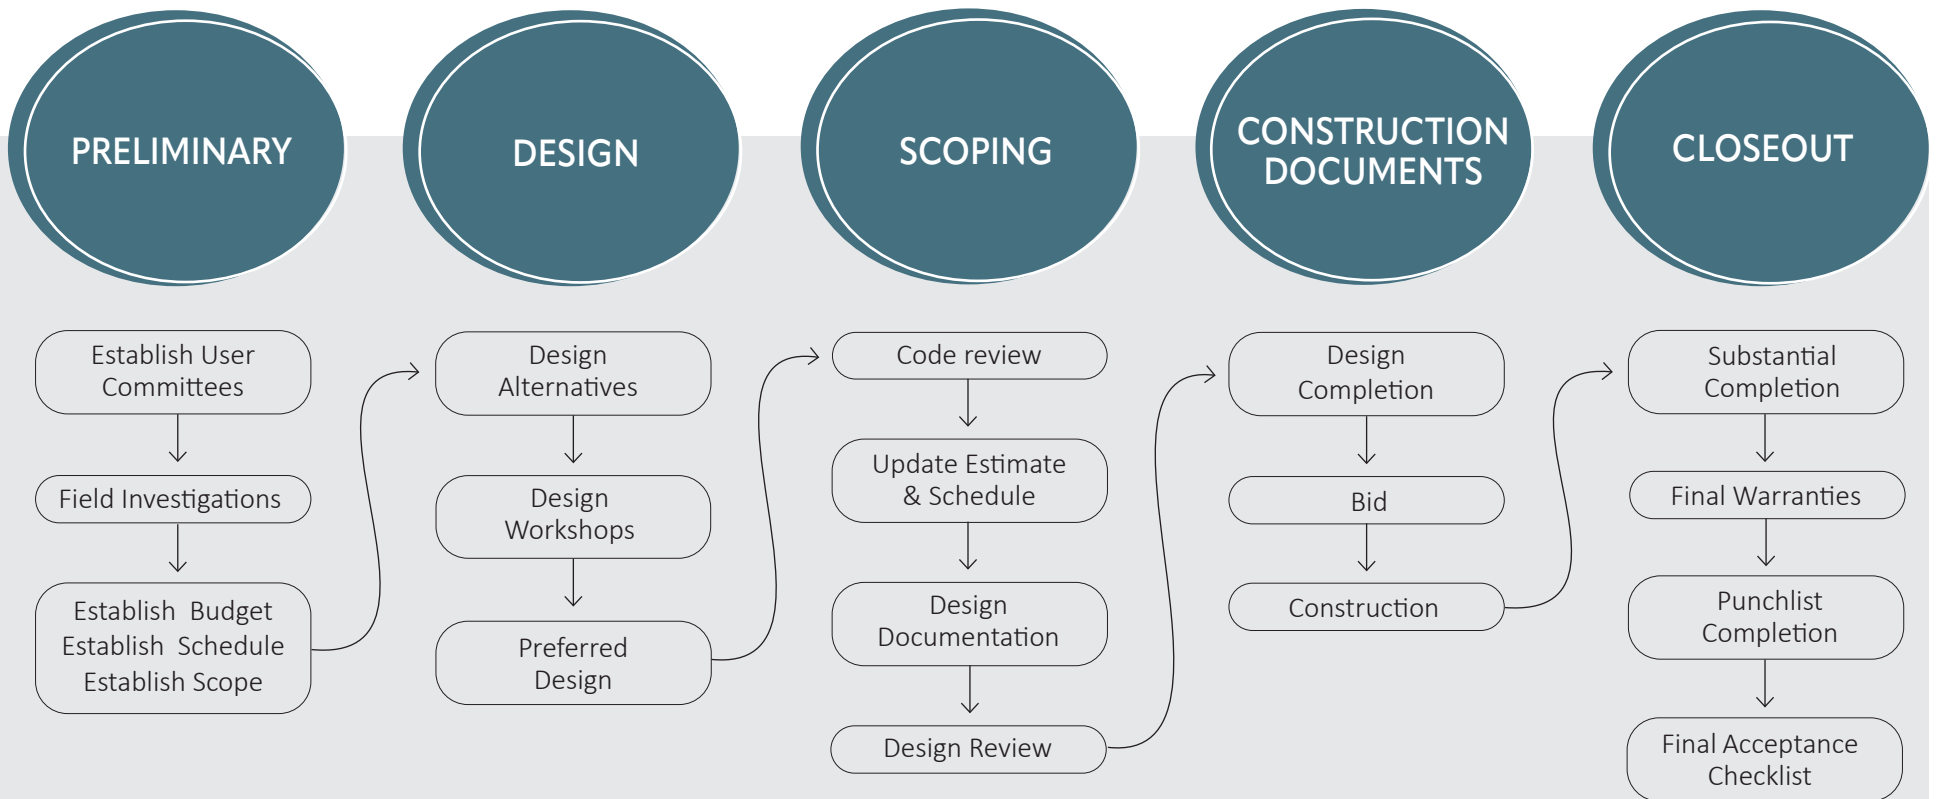 PRELIMINARY
Establish User
Committees
Field Investigations
Establish Budget
Establish Schedule
Establish Scope
DESIGN
Design
Alternatives
Design
Workshops
Preferred
Design
SCOPING
Code review
Update Estimate
& Schedule
Design
Documentation
Design Review
CONSTRUCTION
DOCUMENTS
Design
Completion
Bid
Construction
CLOSEOUT
Substantial
Completion
Final Warranties
Punchlist
Completion
Final Acceptance
Checklist